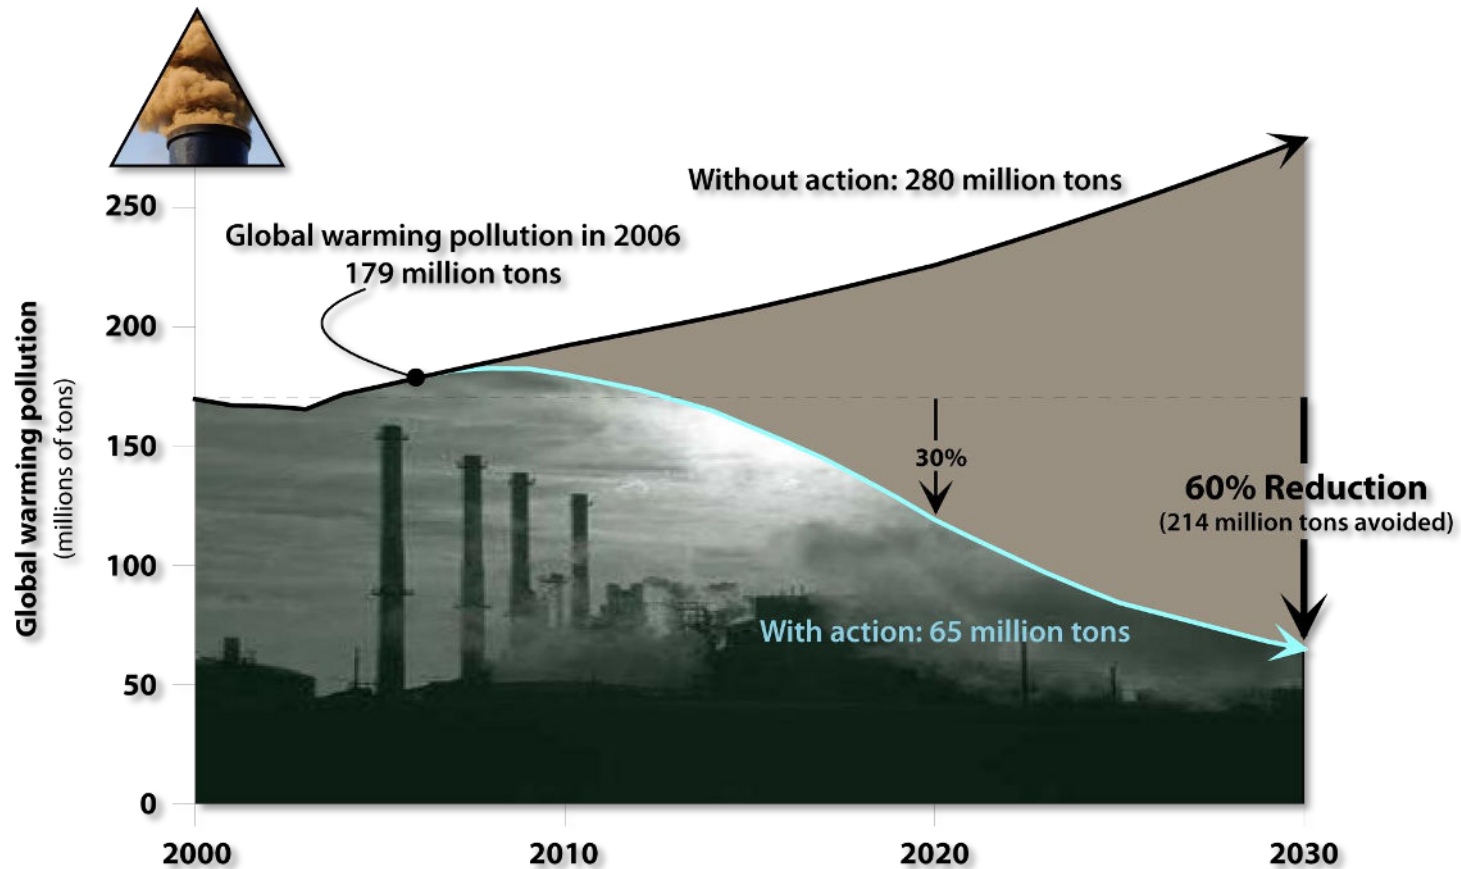 Without action: 280 million tons
250
Global warming pollution in 2006
179 million tons
Global warming pollution
(millions of tons)
200
150
30%
60% Reduction
(214 million tons avoided)
100
With action: 65 million tons
50
0
2000
2010
2020
2030